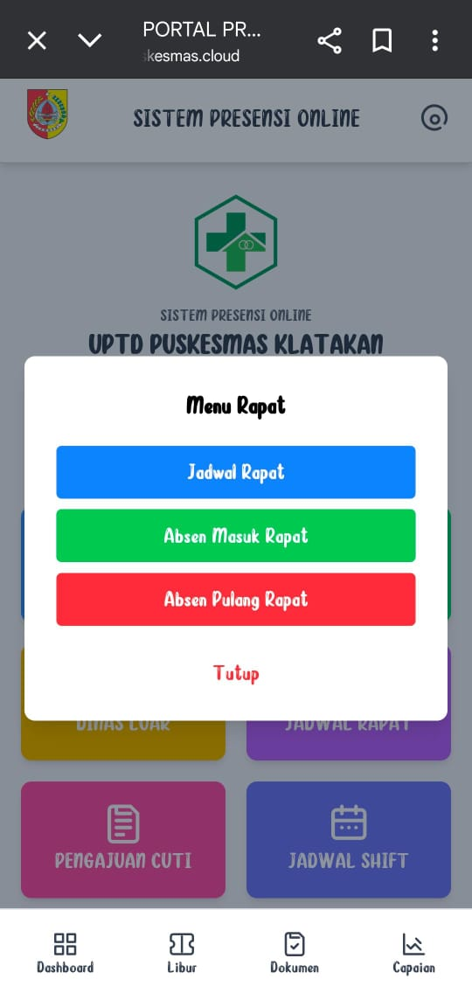 PORTAL PR...
skesmas.cloud
SISTEM PRESENSI ONLINE
SISTEM PRESENSI ONLINE
UPTD PUSKESMAS KLATAKAN
Menu Rapat
Jadwal Rapat
Absen Masuk Rapat
Absen Pulang Rapat
Tutup
DINAS LUAR
JADWAL RAPAT
PENGAJUAN CUTI
JADWAL SHIFT
Dashboard
Libur
Dokumen
Capaian